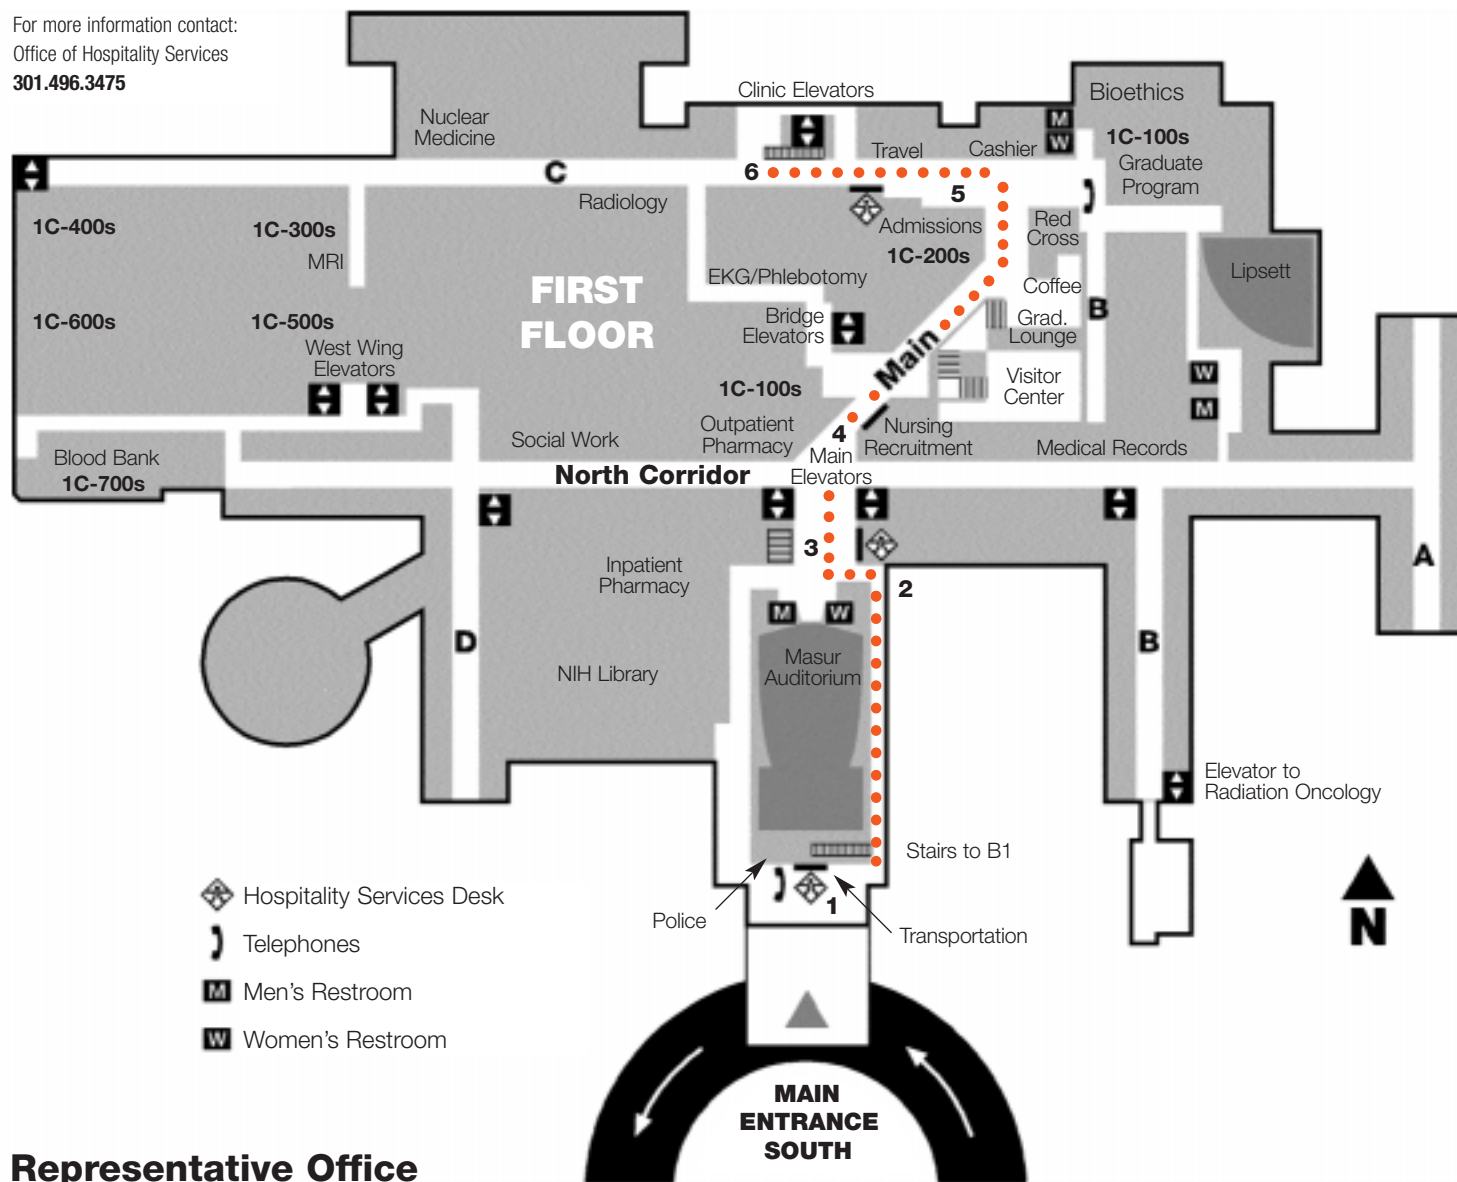 For more information contact:
Office of Hospitality Services
301.496.3475
Clinic Elevators
Bioethics
Nuclear
Medicine
M
W
Travel
Cashier
1C-100s
Graduate
Program
C
6
5
Radiology
1C-400s
1C-300s
MRI
Admissions
1C-200s
Red
Cross
Lipsett
EKG/Phlebotomy
FIRST
FLOOR
Coffee
B
1C-600s
1C-500s
Bridge
Elevators
Grad.
Lounge
Main
West Wing
Elevators
1C-100s
Visitor
Center
W
M
Outpatient
Pharmacy
4
Nursing
Recruitment
Social Work
Medical Records
Blood Bank
1C-700s
North Corridor
Main
Elevators
3
2
Inpatient
Pharmacy
A
M
W
D
B
Masur
Auditorium
NIH Library
Elevator to
Radiation Oncology
Stairs to B1
1
Police
Transportation
Hospitality Services Desk
Telephones
M Men's Restroom
W Women's Restroom
N
MAIN
ENTRANCE
SOUTH
Representative Office